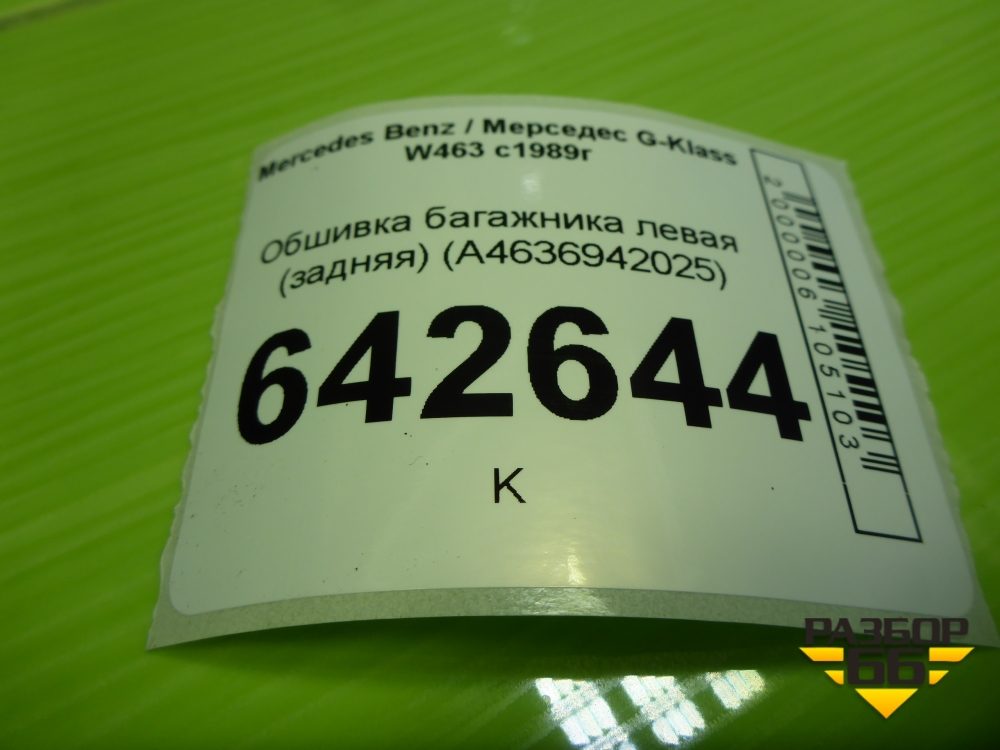 Mercedes Benz / Мерседес G-Klass
W463 с1989г
Обшивка багажника левая
(задняя) (A4636942025)
642644
К
2000006105103
РАЗБОР
66